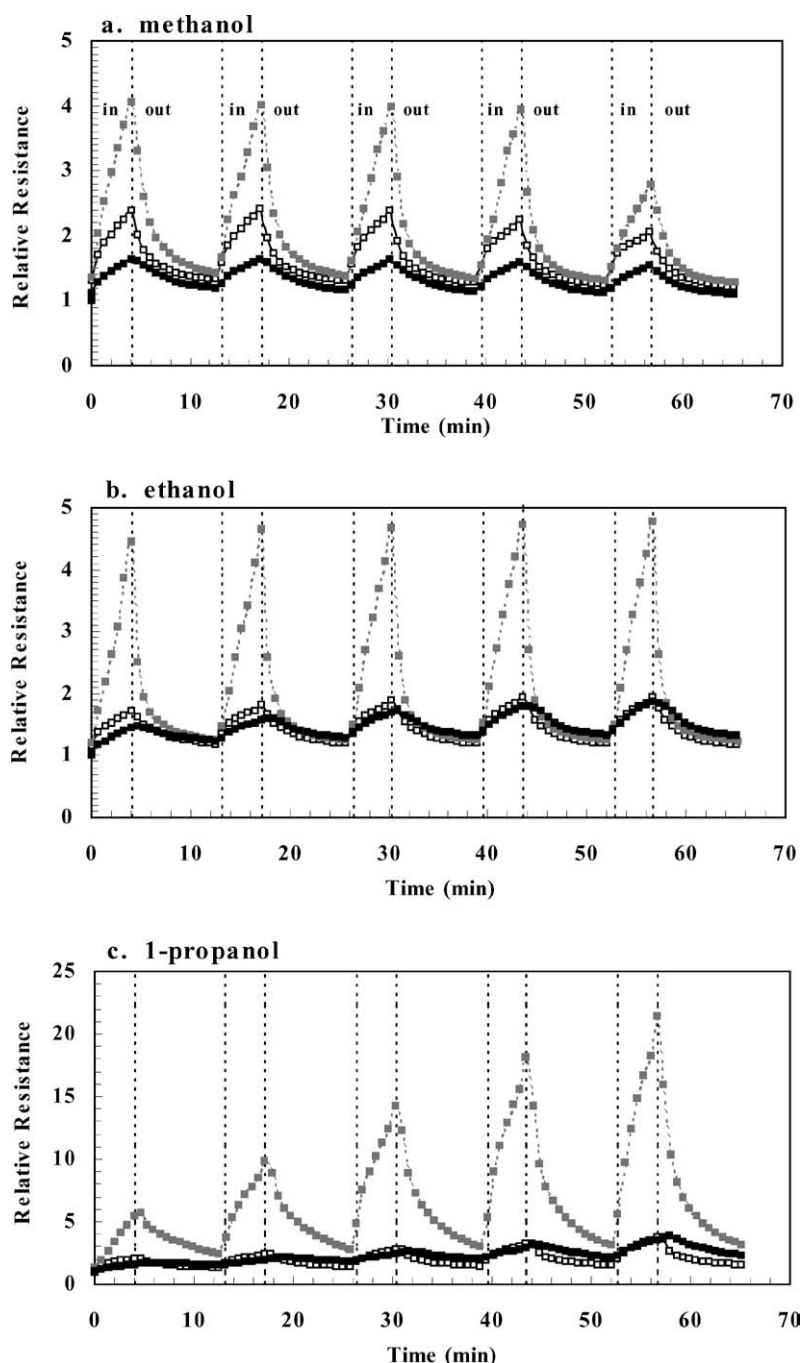 a. methanol
5
4
3
2
1
0
Relative Resistance
in out in out in out in out in out
0 10 20 30 40 50 60 70
Time (min)
b. ethanol
5
4
3
2
1
0
Relative Resistance
0 10 20 30 40 50 60 70
Time (min)
c. 1-propanol
25
20
15
10
5
0
Relative Resistance
0 10 20 30 40 50 60 70
Time (min)